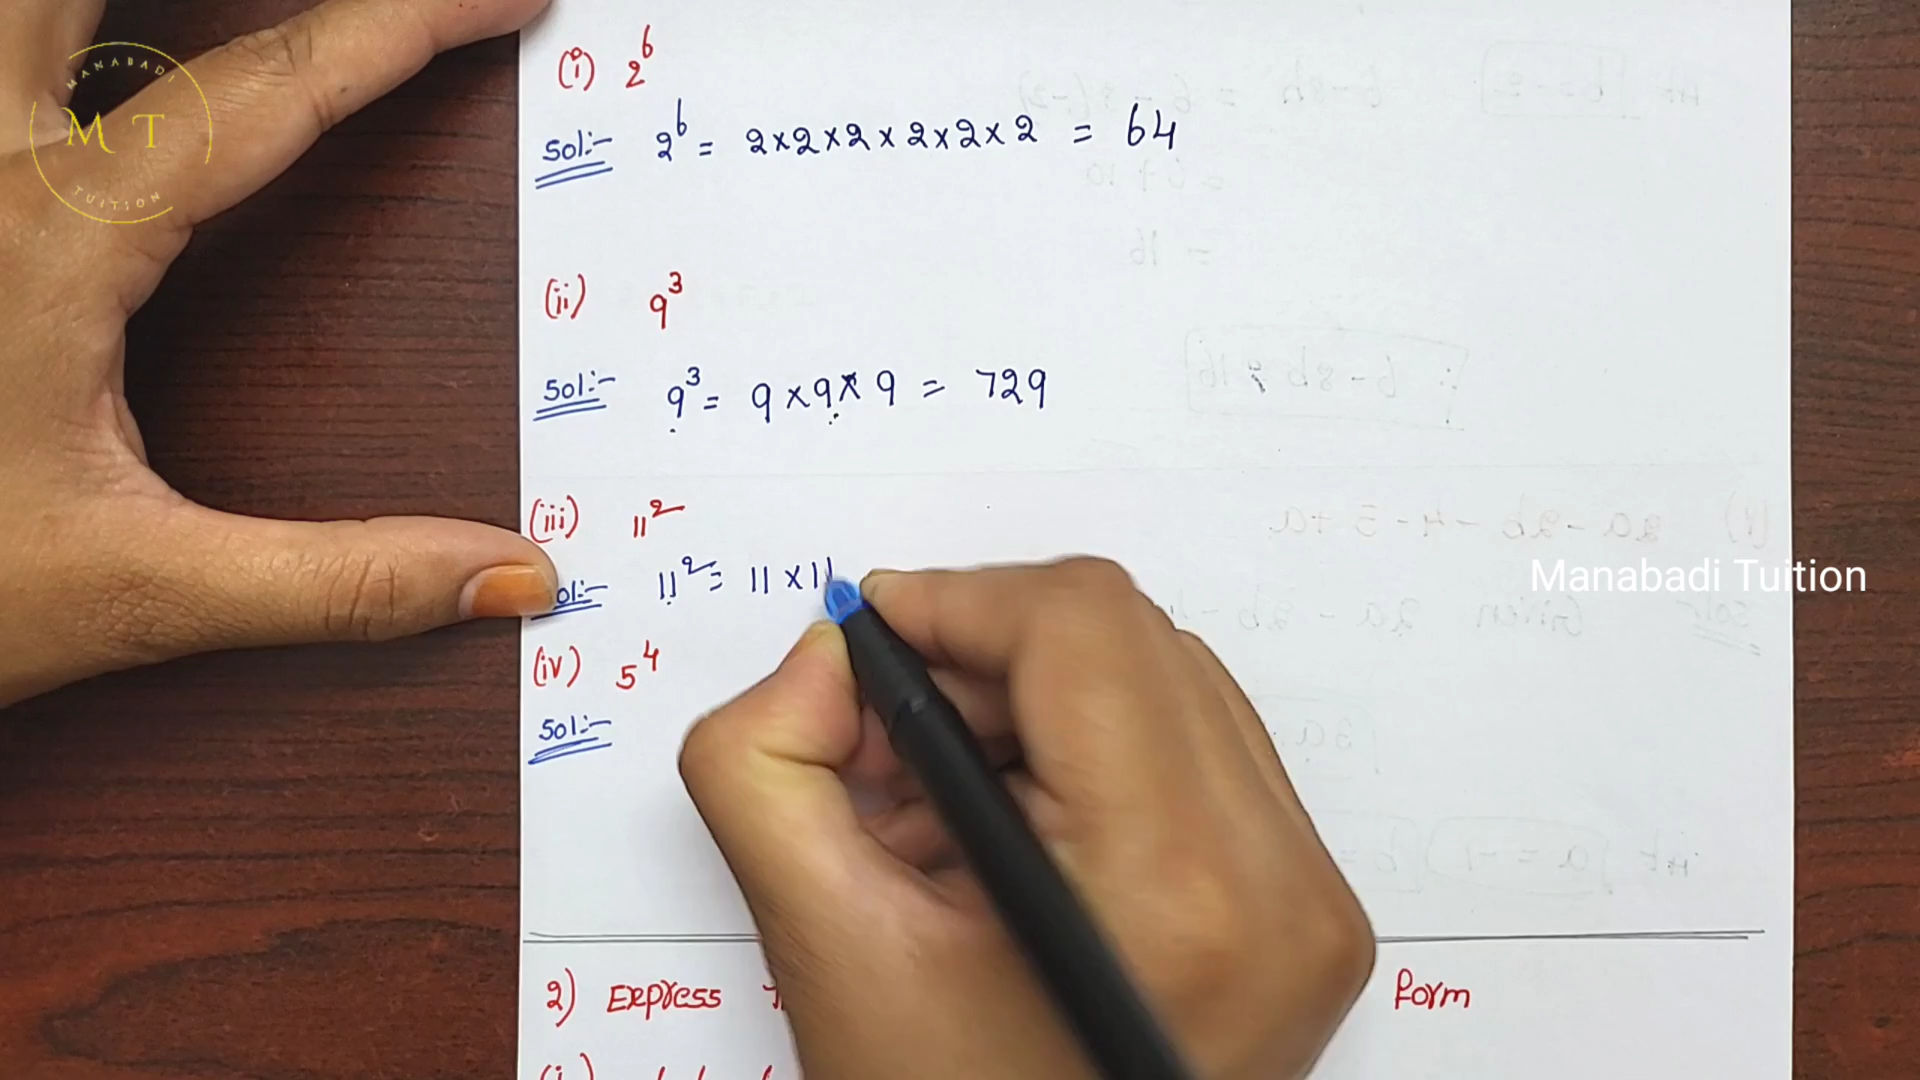 MANABADI
M T
TUITION
(i) 2^6
Sol:- 2^6 = 2×2×2×2×2×2 = 64
(ii) 9^3
Sol:- 9^3 = 9×9×9 = 729
(iii) 11^2
Sol:- 11^2 = 11×11
Manabadi Tuition
(iv) 5^4
Sol:-
2) Express form
(i)